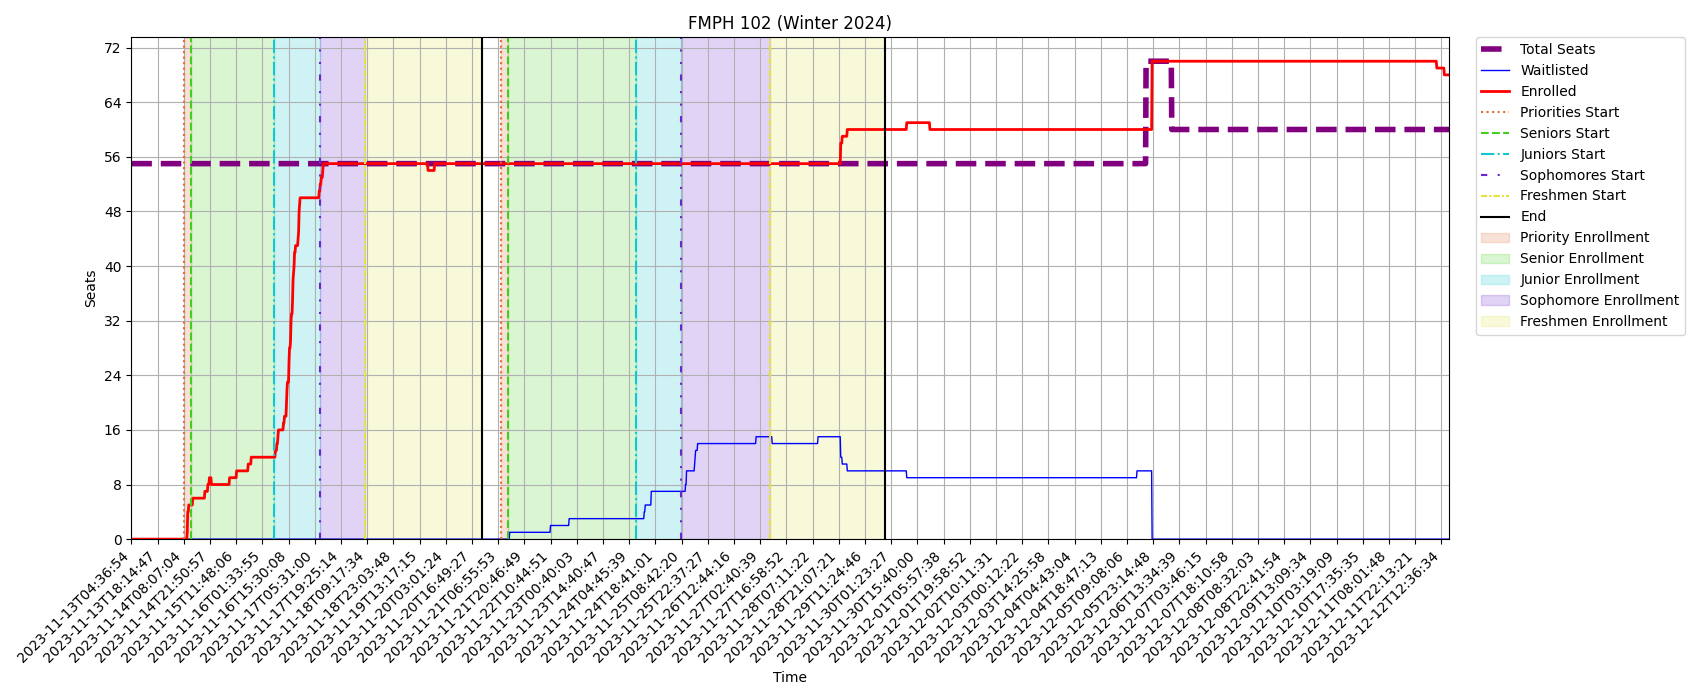 FMPH 102 (Winter 2024)
72
64
56
48
40
32
24
16
8
0
Seats
2023-11-13T04:36:54
2023-11-13T18:14:47
2023-11-14T08:07:04
2023-11-14T21:50:57
2023-11-15T11:48:06
2023-11-16T01:33:55
2023-11-16T15:30:09
2023-11-17T05:31:00
2023-11-17T19:25:14
2023-11-18T09:17:34
2023-11-18T23:03:48
2023-11-19T13:17:15
2023-11-20T03:01:24
2023-11-20T16:49:27
2023-11-21T06:55:53
2023-11-21T20:46:49
2023-11-22T10:44:51
2023-11-23T00:40:03
2023-11-23T14:40:47
2023-11-24T04:45:39
2023-11-24T18:41:01
2023-11-25T08:42:20
2023-11-25T22:37:27
2023-11-26T12:44:16
2023-11-27T02:40:39
2023-11-27T16:58:52
2023-11-28T07:11:22
2023-11-28T21:07:21
2023-11-29T11:24:46
2023-11-30T01:23:27
2023-11-30T15:40:00
2023-12-01T05:57:38
2023-12-01T19:58:52
2023-12-02T10:11:31
2023-12-03T00:12:22
2023-12-03T14:25:58
2023-12-04T04:43:04
2023-12-04T18:47:13
2023-12-05T09:08:06
2023-12-05T23:14:48
2023-12-06T13:34:39
2023-12-07T03:46:15
2023-12-07T18:10:58
2023-12-08T08:32:03
2023-12-08T22:41:54
2023-12-09T13:09:34
2023-12-10T03:19:09
2023-12-10T17:35:35
2023-12-11T08:01:48
2023-12-11T22:13:21
2023-12-12T12:36:34
Time
Total Seats
Waitlisted
Enrolled
Priorities Start
Seniors Start
Juniors Start
Sophomores Start
Freshmen Start
End
Priority Enrollment
Senior Enrollment
Junior Enrollment
Sophomore Enrollment
Freshmen Enrollment